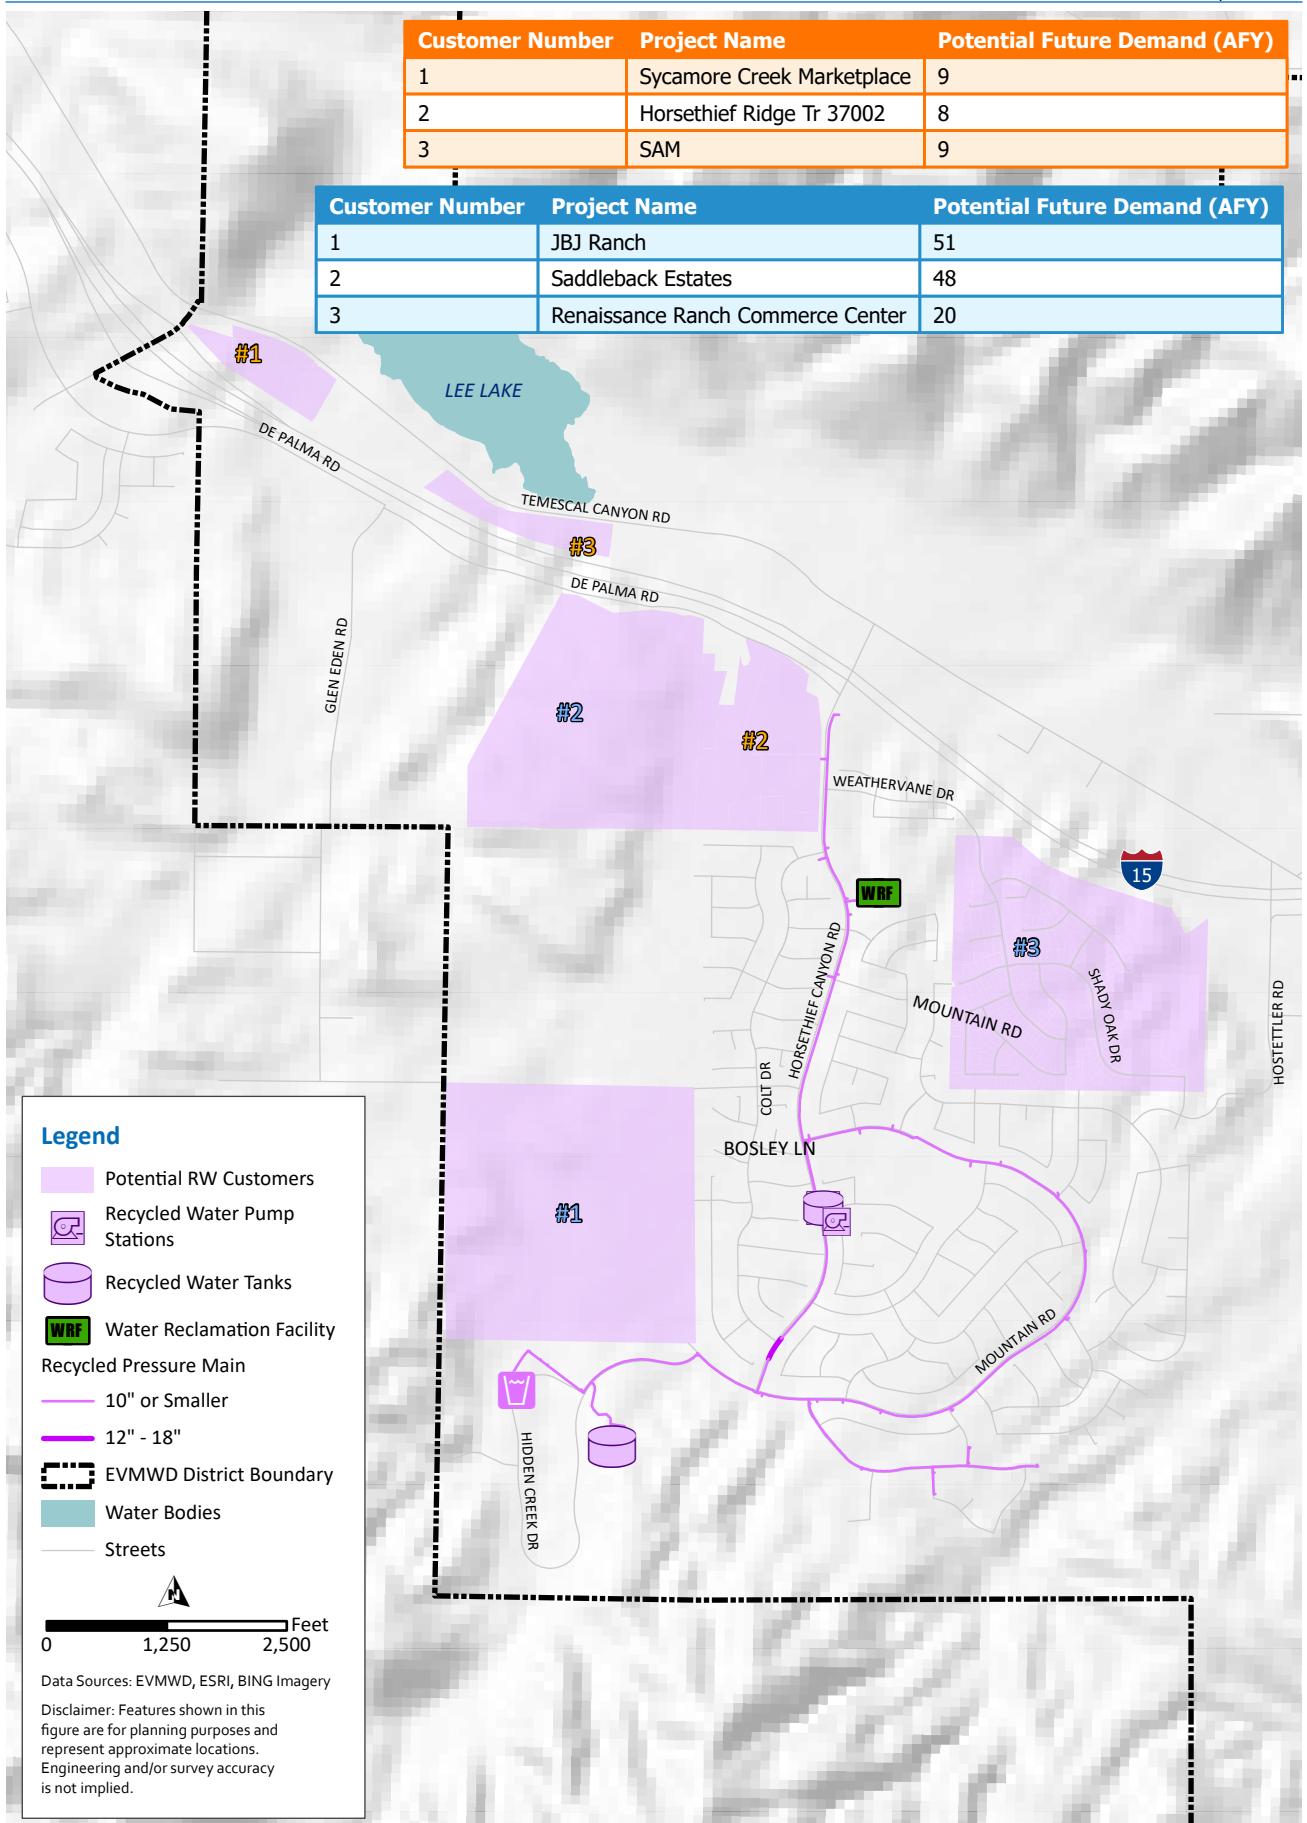 Customer Number Project Name Potential Future Demand (AFY)
1 Sycamore Creek Marketplace 9
2 Horsethief Ridge Tr 37002 8
3 SAM 9
Customer Number Project Name Potential Future Demand (AFY)
1 JBJ Ranch 51
2 Saddleback Estates 48
3 Renaissance Ranch Commerce Center 20
#1
LEE LAKE
DE PALMA RD
TEMESCAL CANYON RD
#3
DE PALMA RD
GLEN EDEN RD
#2
#2
WEATHERVANE DR
15
WRF
HORSETHIEF CANYON RD
#3
SHADY OAK DR
MOUNTAIN RD
HOSTETTLER RD
COLT DR
BOSLEY LN
#1
MOUNTAIN RD
HIDDEN CREEK DR
Legend
Potential RW Customers
Recycled Water Pump
Stations
Recycled Water Tanks
WRF Water Reclamation Facility
Recycled Pressure Main
10" or Smaller
12" - 18"
EVMWD District Boundary
Water Bodies
Streets
N
Feet
0 1,250 2,500
Data Sources: EVMWD, ESRI, BING Imagery
Disclaimer: Features shown in this
figure are for planning purposes and
represent approximate locations.
Engineering and/or survey accuracy
is not implied.